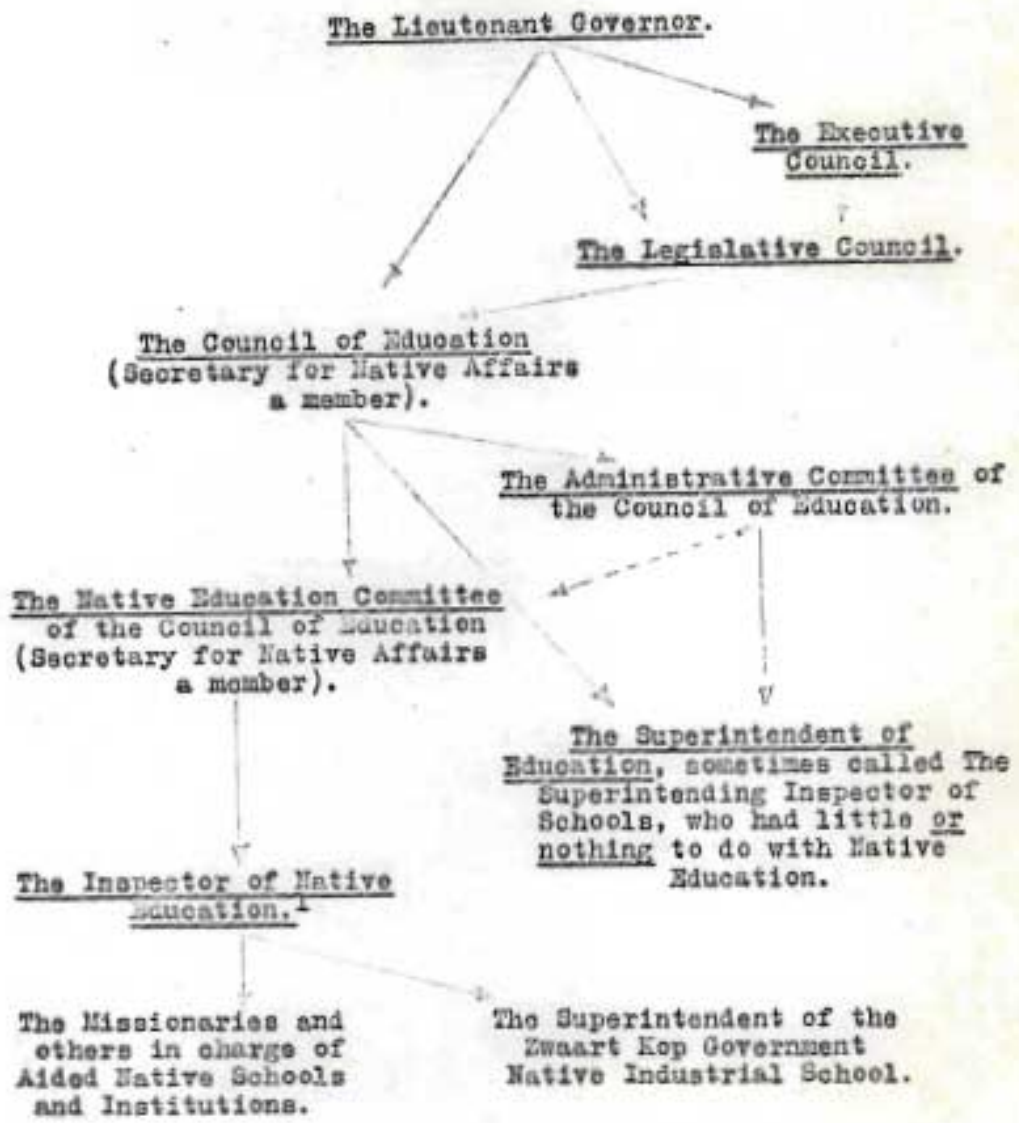 The Lieutenant Governor.
The Executive
Council.
The Legislative Council.
The Council of Education
(Secretary for Native Affairs
a member).
The Administrative Committee of
the Council of Education.
The Native Education Committee
of the Council of Education
(Secretary for Native Affairs
a member).
The Superintendent of
Education, sometimes called The
Superintending Inspector of
Schools, who had little or
nothing to do with Native
Education.
The Inspector of Native
Education.1
The Missionaries and
others in charge of
Aided Native Schools
and Institutions.
The Superintendent of the
Zwaart Kop Government
Native Industrial School.